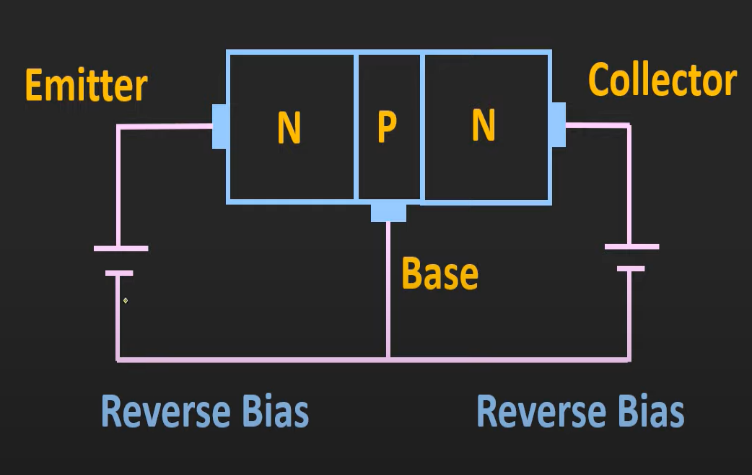 Emitter
Collector
N
P
N
Base
Reverse Bias
Reverse Bias